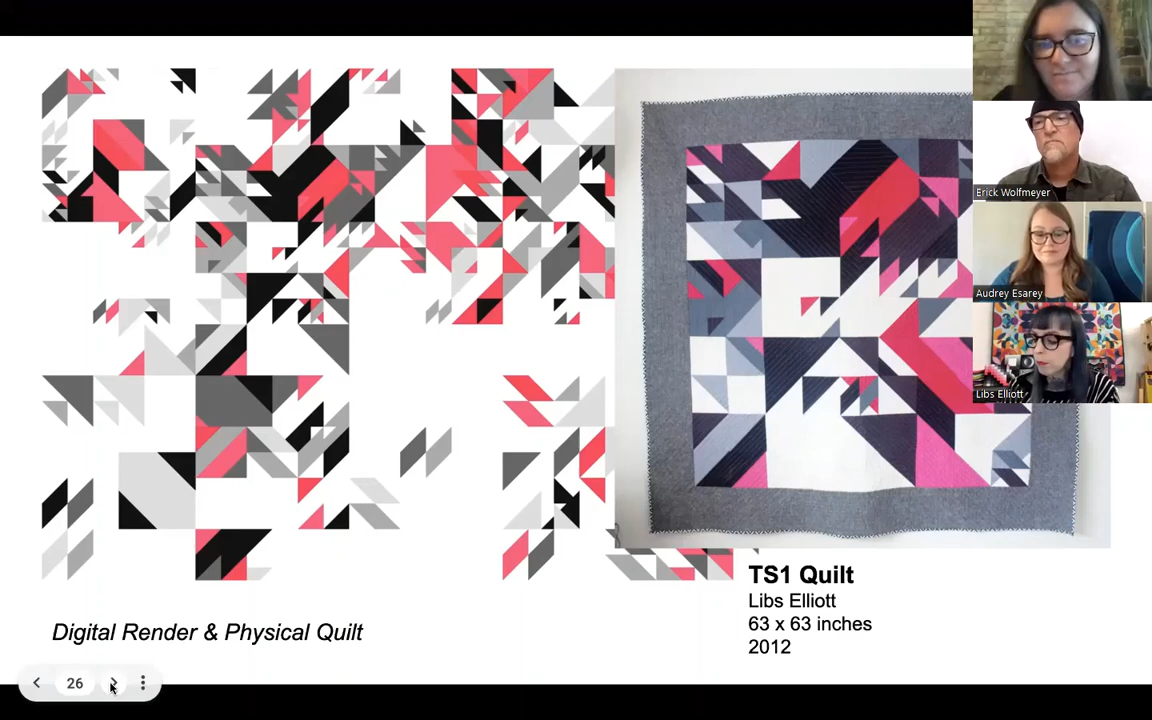 Erick Wolfmeyer
Audrey Esarey
Libs Elliott
TS1 Quilt
Libs Elliott
63 x 63 inches
2012
Digital Render & Physical Quilt
26